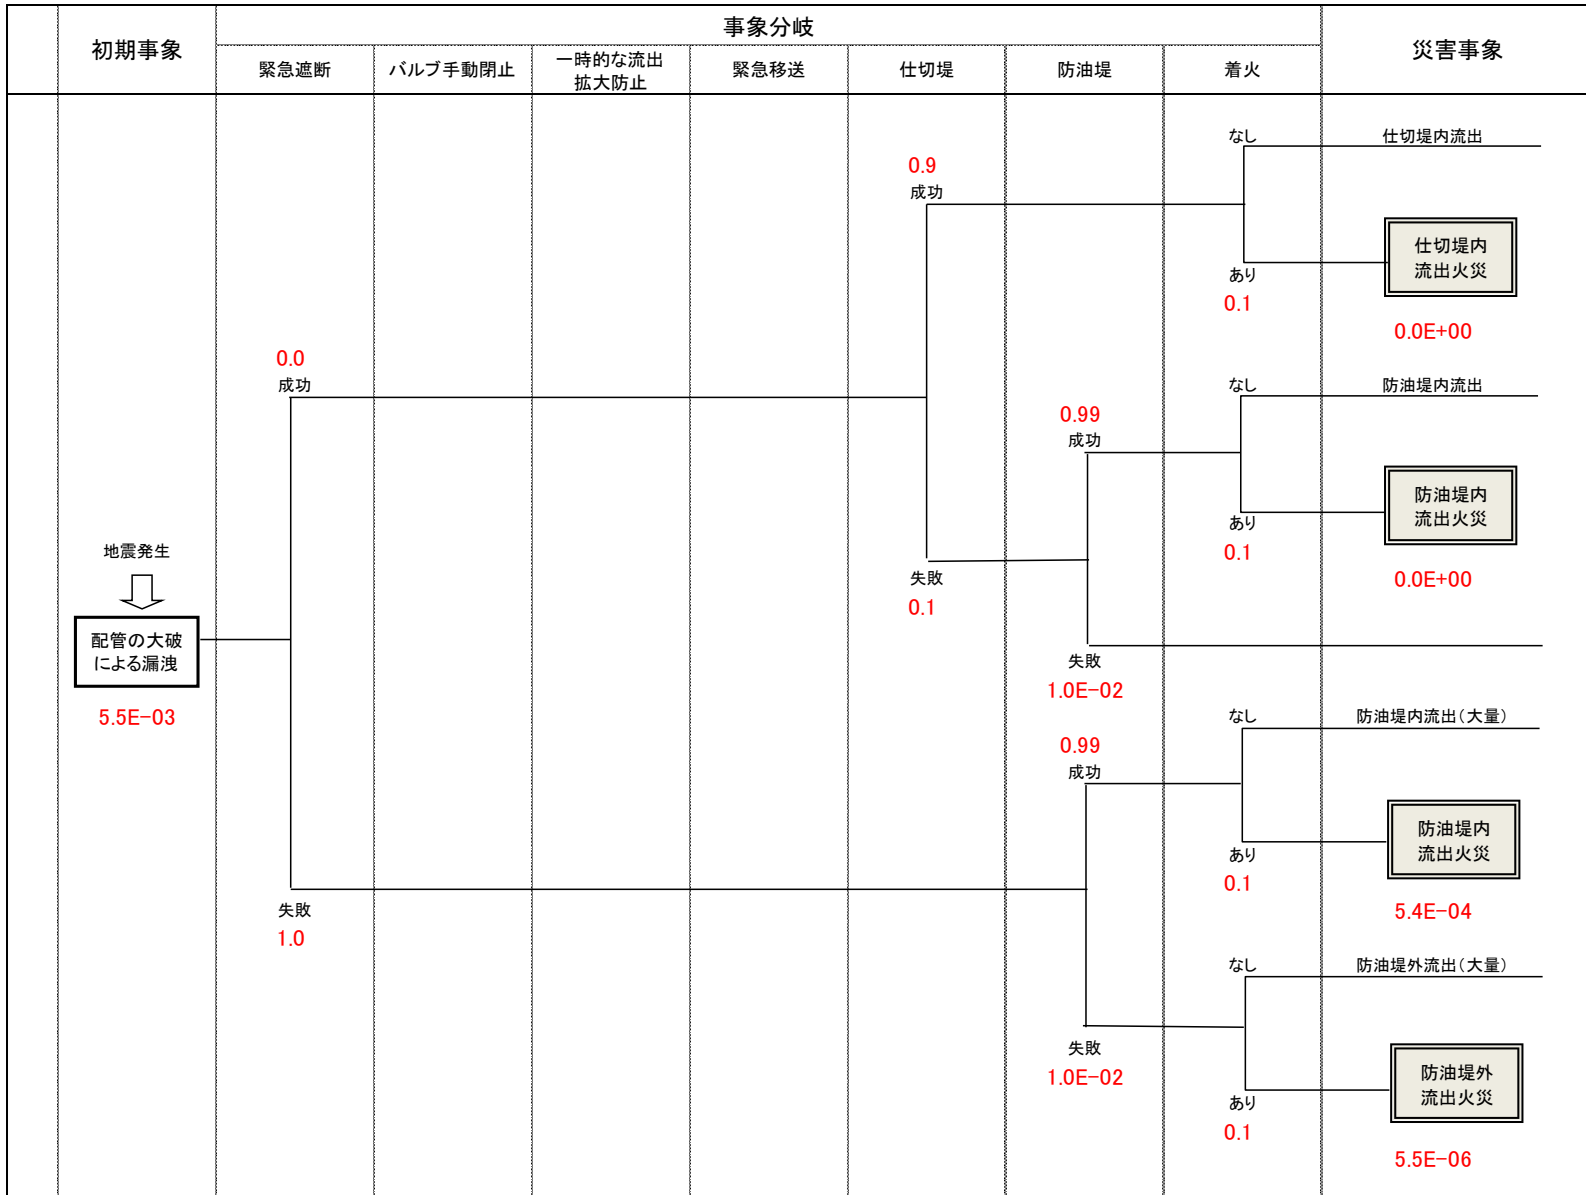 初期事象
事象分岐
災害事象
緊急遮断
バルブ手動閉止
一時的な流出
拡大防止
緊急移送
仕切堤
防油堤
着火
なし
仕切堤内流出
0.9
成功
仕切堤内
流出火災
あり
0.1
0.0E+00
0.0
成功
なし
防油堤内流出
0.99
成功
防油堤内
流出火災
あり
0.1
0.0E+00
失敗
0.1
地震発生
配管の大破
による漏洩
5.5E-03
失敗
1.0E-02
なし
防油堤内流出(大量)
0.99
成功
防油堤内
流出火災
あり
0.1
5.4E-04
失敗
1.0
なし
防油堤外流出(大量)
失敗
1.0E-02
防油堤外
流出火災
あり
0.1
5.5E-06